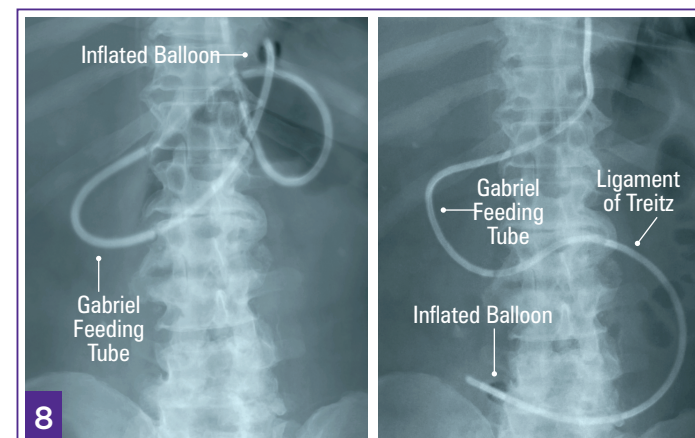 Inflated Balloon
Gabriel
Feeding
Tube
8
Gabriel
Feeding
Tube
Ligament
of Treitz
Inflated Balloon